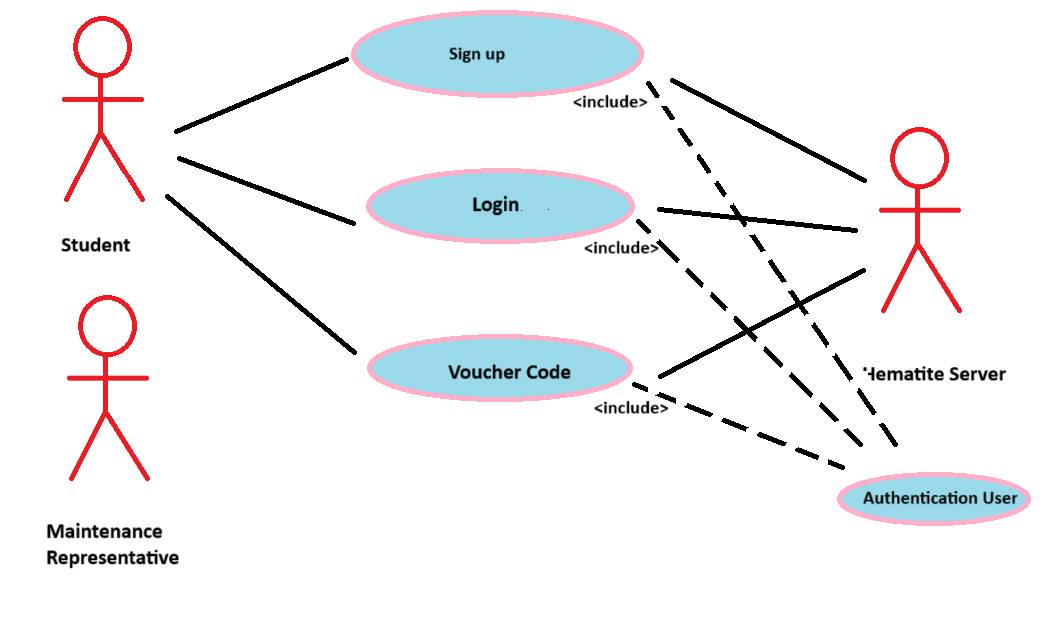 Sign up
<include>
Login
<include>
Student
Voucher Code
Hematite Server
<include>
Authentication User
Maintenance
Representative